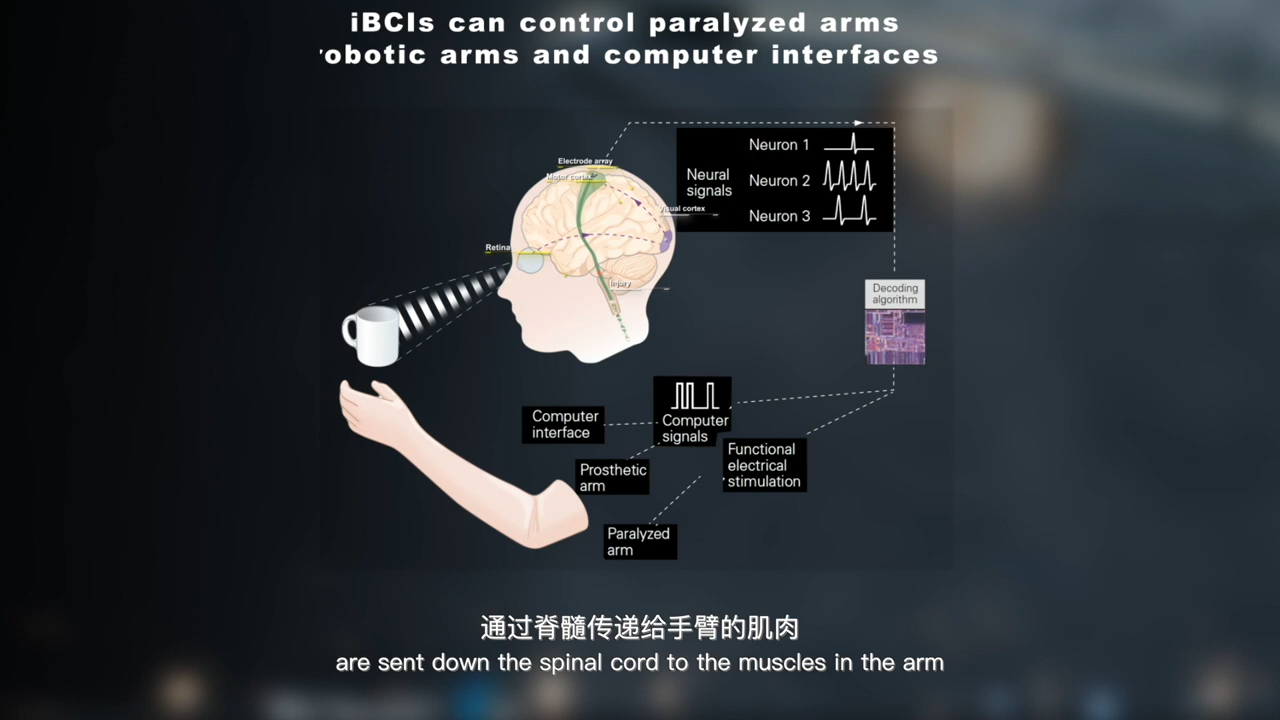 iBCIs can control paralyzed arms
robotic arms and computer interfaces
Electrode array
Motor cortex
Visual cortex
Retina
Injury
Neural
signals
Neuron 1
Neuron 2
Neuron 3
Decoding
algorithm
Computer
signals
Computer
interface
Prosthetic
arm
Functional
electrical
stimulation
Paralyzed
arm
通过脊髓传递给手臂的肌肉
are sent down the spinal cord to the muscles in the arm